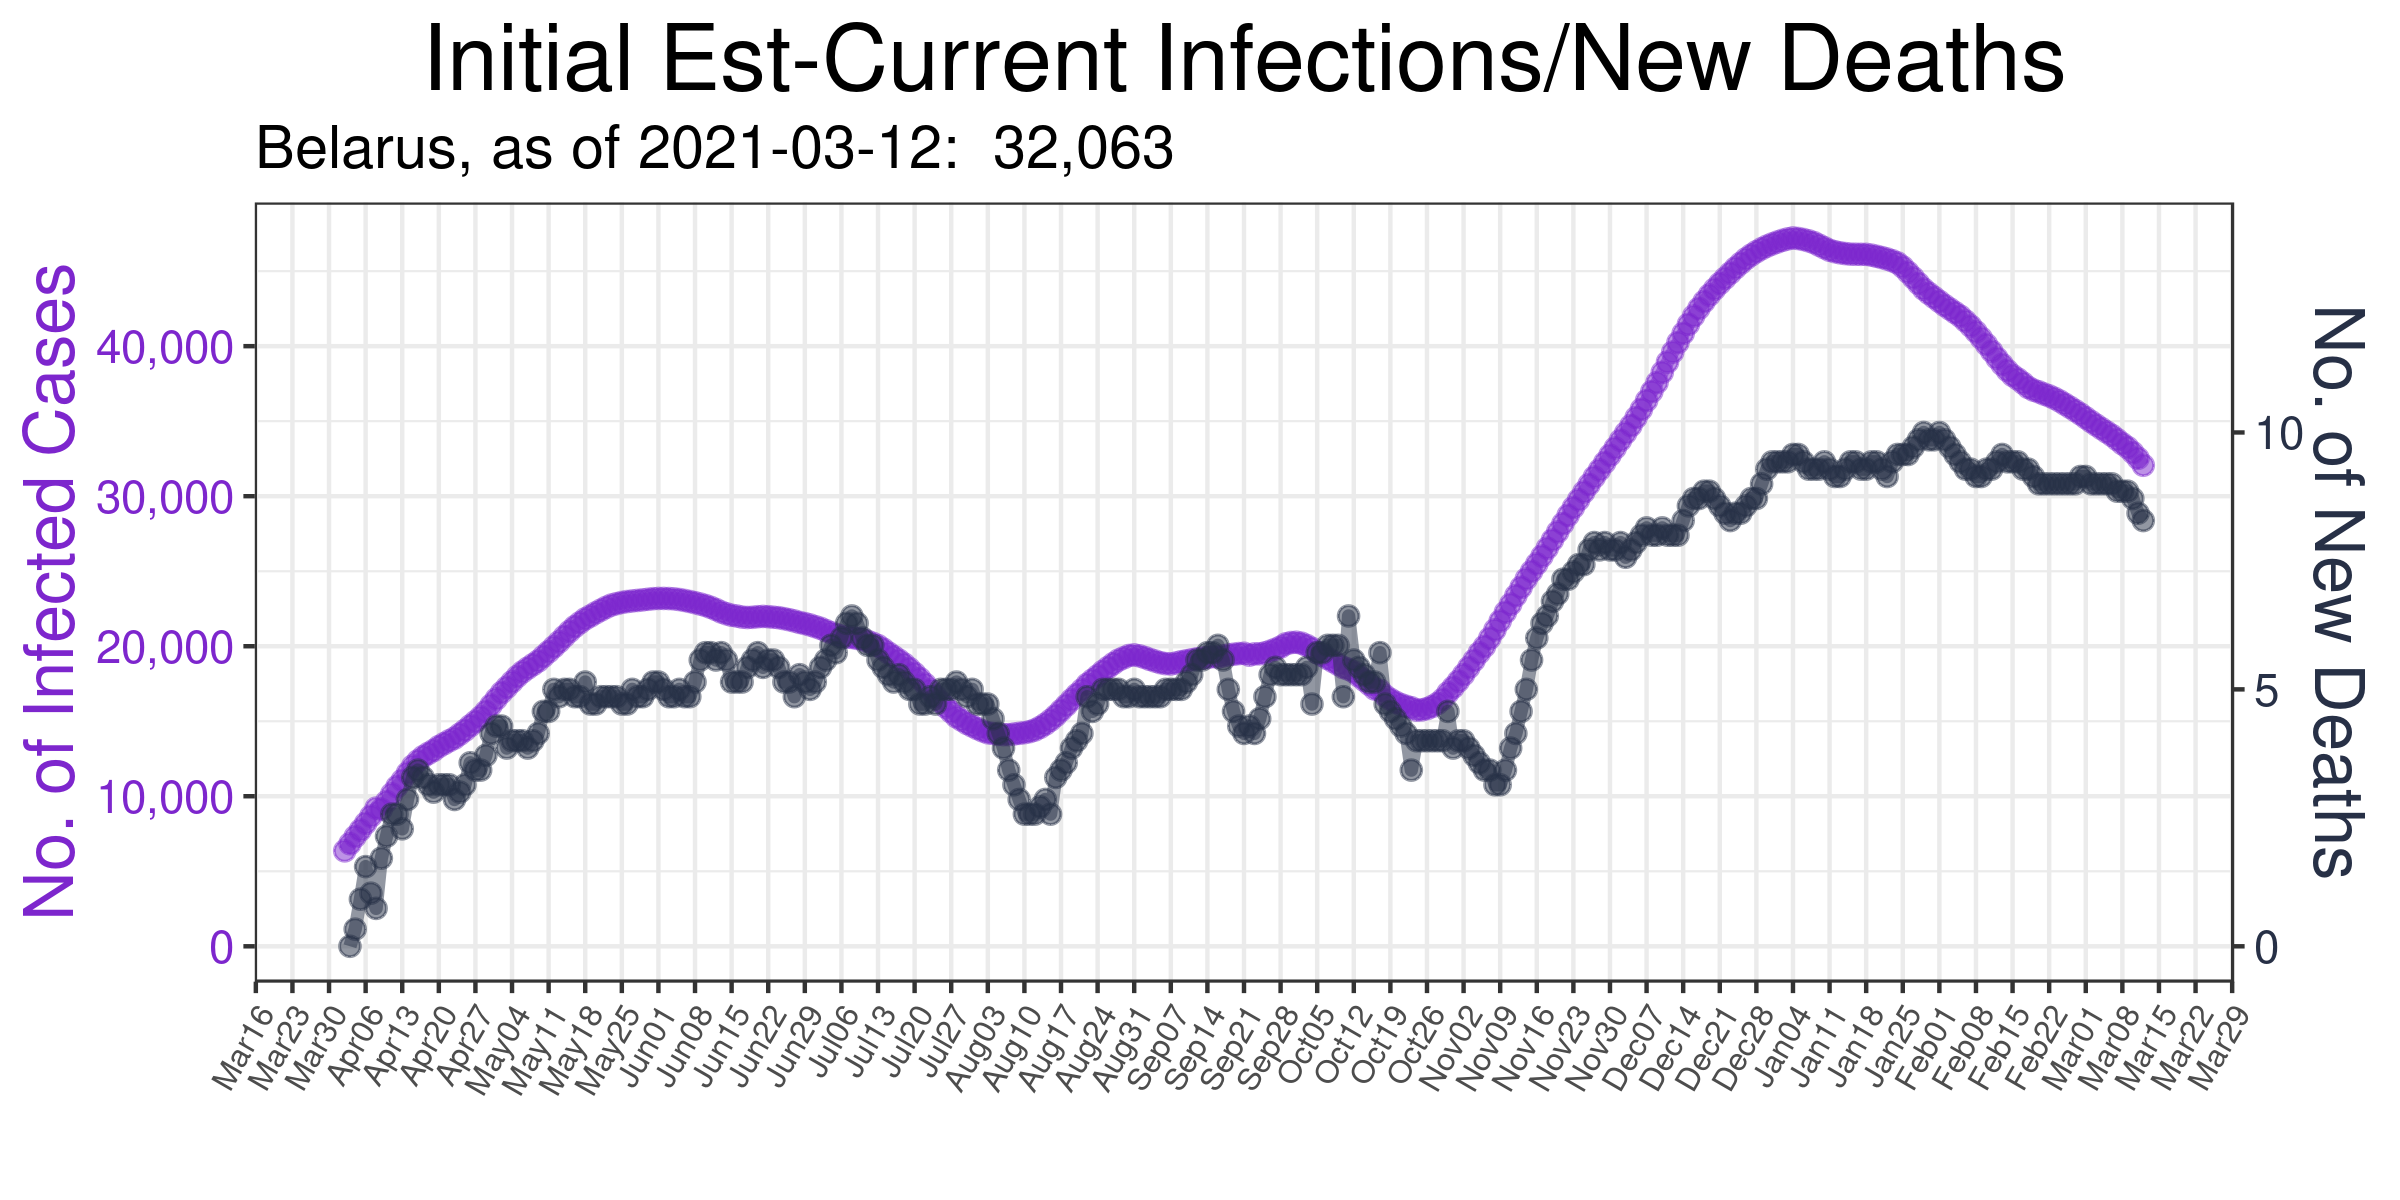 Initial Est-Current Infections/New Deaths
Belarus, as of 2021-03-12:  32,063
No. of Infected Cases
40,000
30,000
20,000
10,000
0
No. of New Deaths
10
5
0
Mar16
Mar23
Mar30
Apr06
Apr13
Apr20
Apr27
May04
May11
May18
May25
Jun01
Jun08
Jun15
Jun22
Jun29
Jul06
Jul13
Jul20
Jul27
Aug03
Aug10
Aug17
Aug24
Aug31
Sep07
Sep14
Sep21
Sep28
Oct05
Oct12
Oct19
Oct26
Nov02
Nov09
Nov16
Nov23
Nov30
Dec07
Dec14
Dec21
Dec28
Jan04
Jan11
Jan18
Jan25
Feb01
Feb08
Feb15
Feb22
Mar01
Mar08
Mar15
Mar22
Mar29